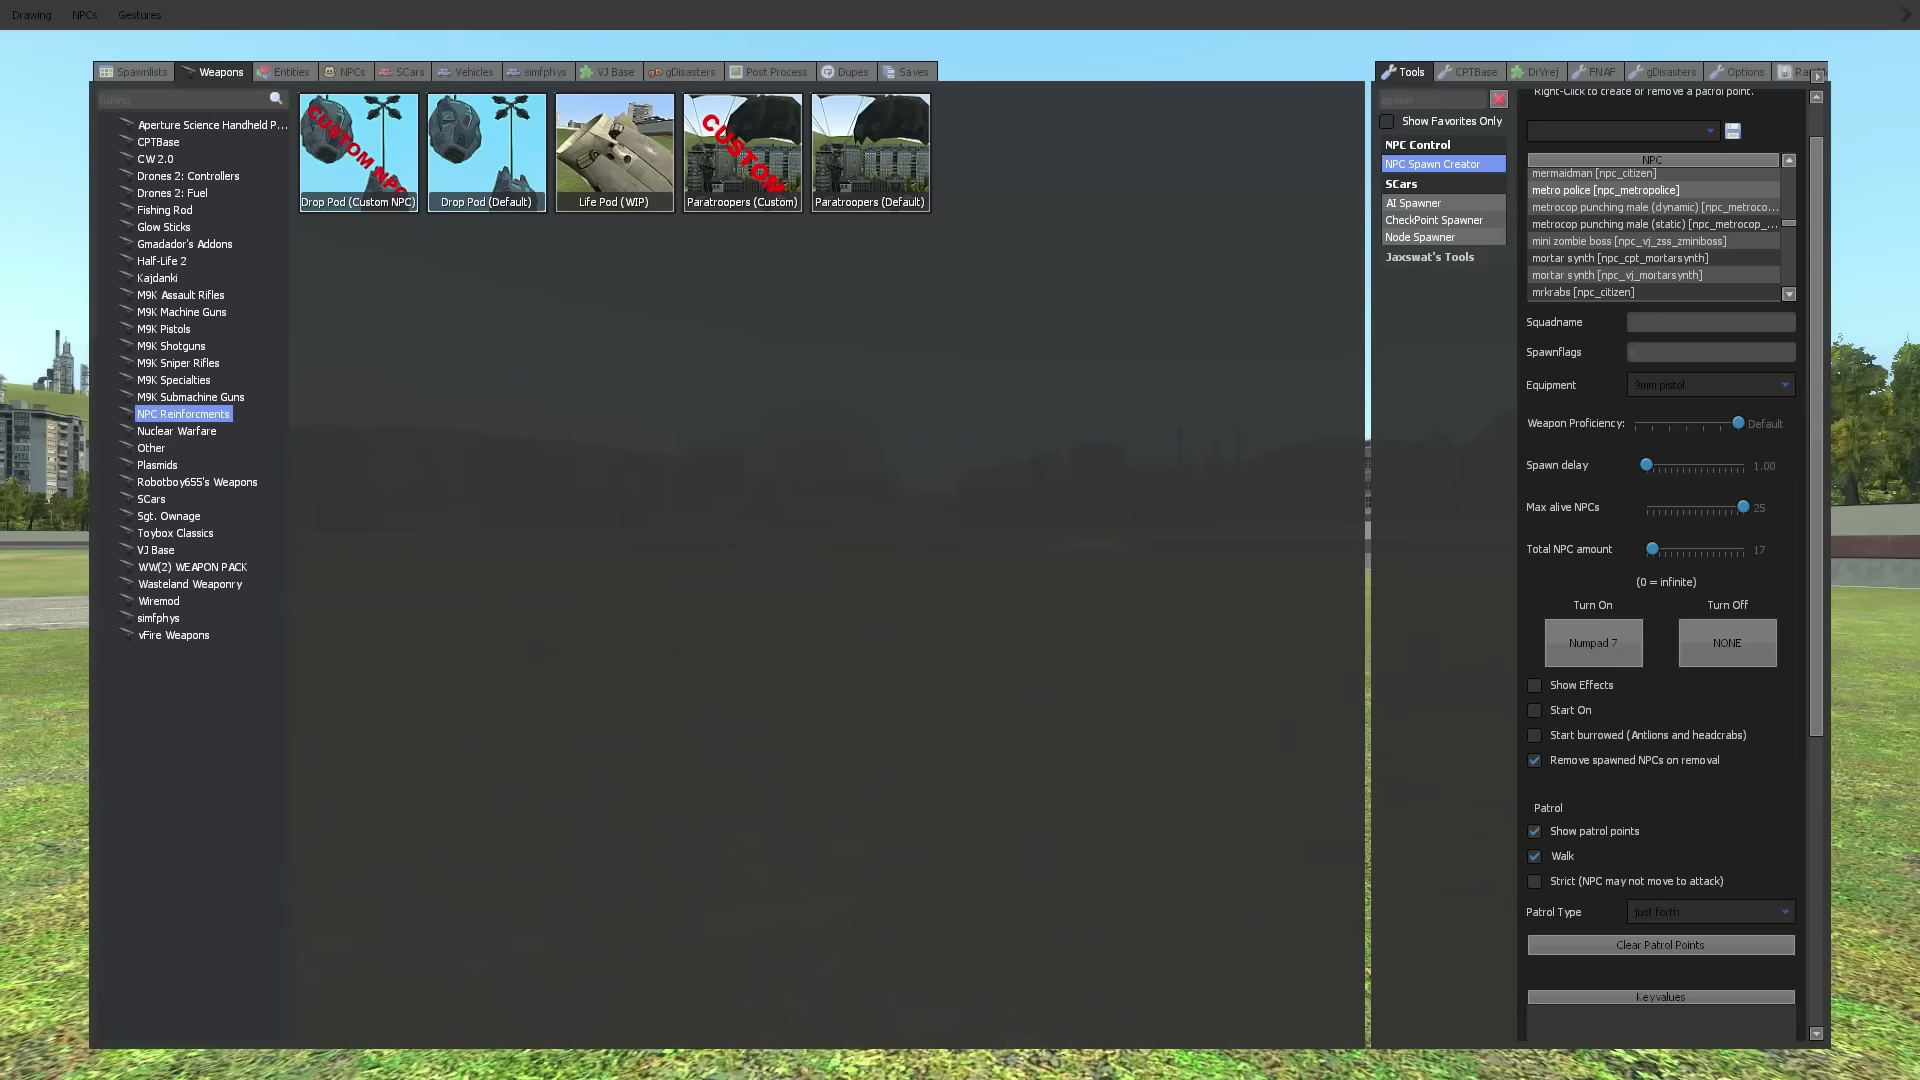 Drawing NPCs Gestures
Spawnlists Weapons Entities NPCs SCars Vehicles simfphys VJ Base gDisasters Post Process Dupes Saves
fishing
Aperture Science Handheld P...
CPTBase
CW 2.0
Drones 2: Controllers
Drones 2: Fuel
Fishing Rod
Glow Sticks
Gmadador's Addons
Half-Life 2
Kajdanki
M9K Assault Rifles
M9K Machine Guns
M9K Pistols
M9K Shotguns
M9K Sniper Rifles
M9K Specialties
M9K Submachine Guns
NPC Reinforcments
Nuclear Warfare
Other
Plasmids
Robotboy655's Weapons
SCars
Sgt. Ownage
Toybox Classics
VJ Base
WW(2) WEAPON PACK
Wasteland Weaponry
Wiremod
simfphys
vFire Weapons
CUSTOM NPC
Drop Pod (Custom NPC)
Drop Pod (Default)
Life Pod (WIP)
CUSTOM
Paratroopers (Custom)
Paratroopers (Default)
Tools CPTBase DrVrej FNAF gDisasters Options
spawn
Show Favorites Only
NPC Control
NPC Spawn Creator
SCars
AI Spawner
CheckPoint Spawner
Node Spawner
Jaxswat's Tools
Right-Click to create or remove a patrol point.
NPC
mermaidman [npc_citizen]
metro police [npc_metropolice]
metrocop punching male (dynamic) [npc_metroco...
metrocop punching male (static) [npc_metrocop_...
mini zombie boss [npc_vj_zss_zminiboss]
mortar synth [npc_cpt_mortarsynth]
mortar synth [npc_vj_mortarsynth]
mrkrabs [npc_citizen]
Squadname
Spawnflags
Equipment 9mm pistol
Weapon Proficiency: Default
Spawn delay 1.00
Max alive NPCs 25
Total NPC amount 17
(0 = infinite)
Turn On Turn Off
Numpad 7 NONE
Show Effects
Start On
Start burrowed (Antlions and headcrabs)
Remove spawned NPCs on removal
Patrol
Show patrol points
Walk
Strict (NPC may not move to attack)
Patrol Type just forth
Clear Patrol Points
Keyvalues